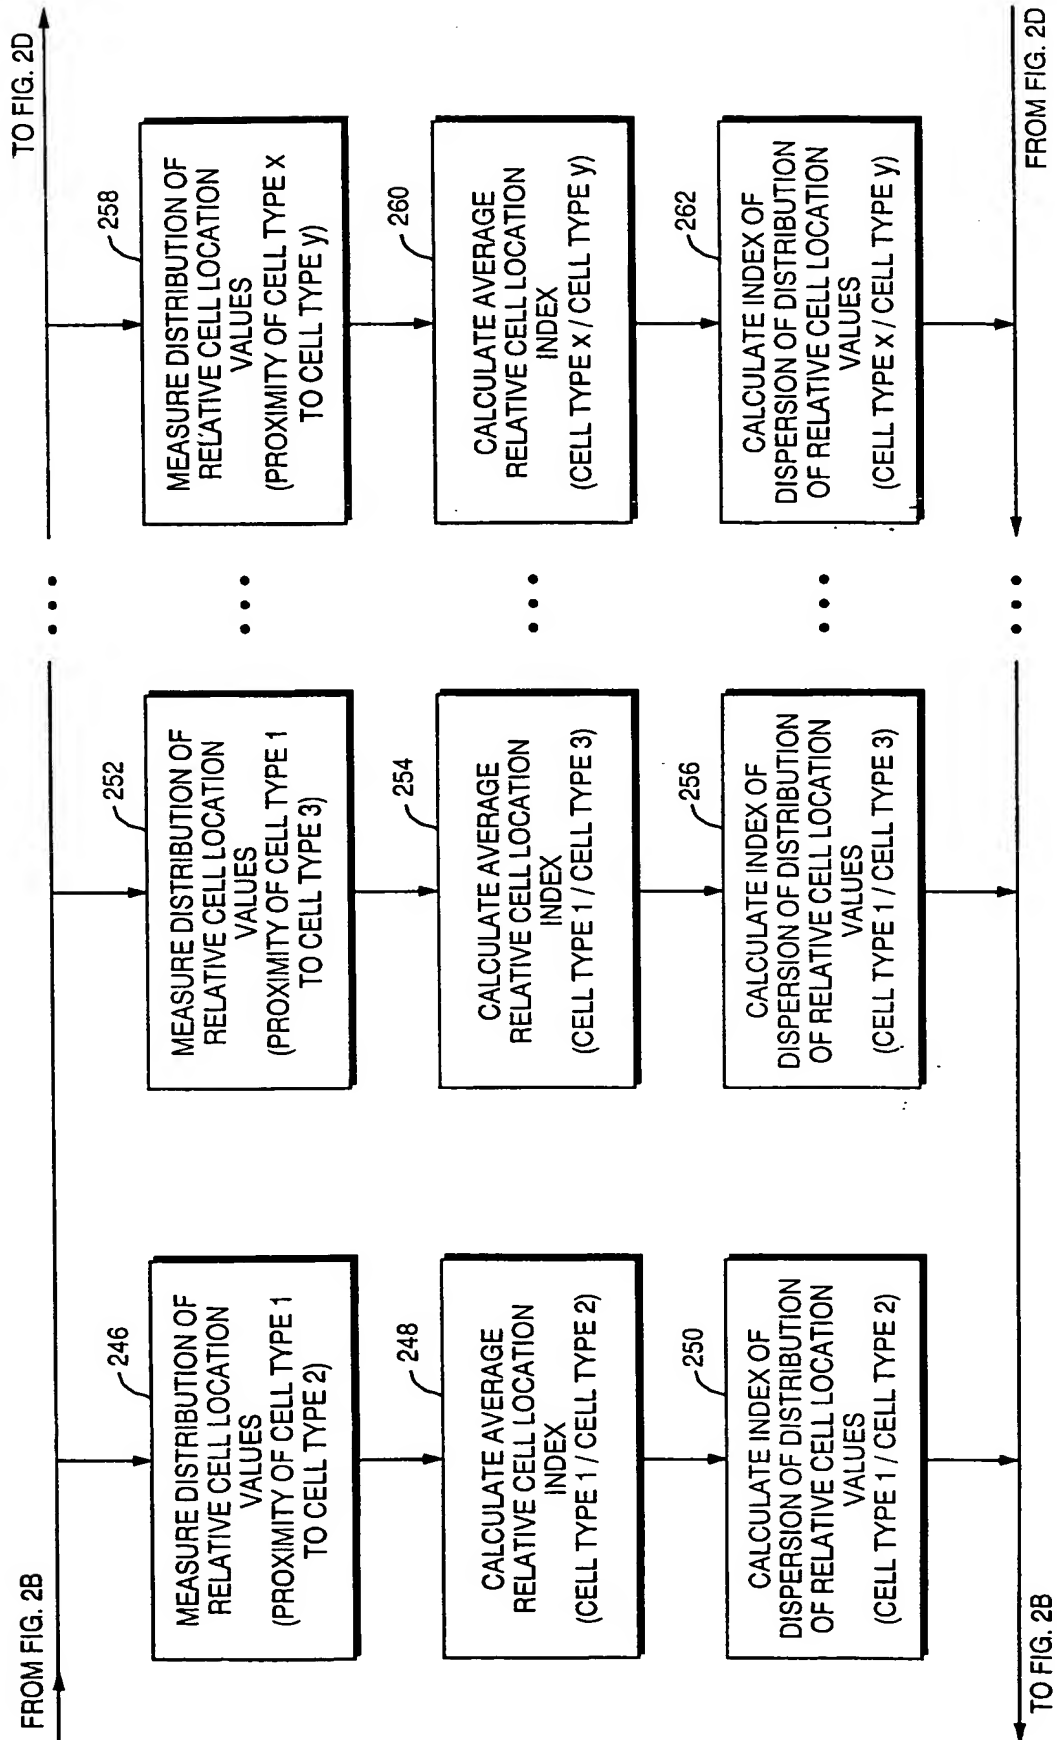 FROM FIG. 2B
TO FIG. 2D
246
MEASURE DISTRIBUTION OF
RELATIVE CELL LOCATION
VALUES
(PROXIMITY OF CELL TYPE 1
TO CELL TYPE 2)
248
CALCULATE AVERAGE
RELATIVE CELL LOCATION
INDEX
(CELL TYPE 1 / CELL TYPE 2)
250
CALCULATE INDEX OF
DISPERSION OF DISTRIBUTION
OF RELATIVE CELL LOCATION
VALUES
(CELL TYPE 1 / CELL TYPE 2)
252
MEASURE DISTRIBUTION OF
RELATIVE CELL LOCATION
VALUES
(PROXIMITY OF CELL TYPE 1
TO CELL TYPE 3)
254
CALCULATE AVERAGE
RELATIVE CELL LOCATION
INDEX
(CELL TYPE 1 / CELL TYPE 3)
256
CALCULATE INDEX OF
DISPERSION OF DISTRIBUTION
OF RELATIVE CELL LOCATION
VALUES
(CELL TYPE 1 / CELL TYPE 3)
258
MEASURE DISTRIBUTION OF
RELATIVE CELL LOCATION
VALUES
(PROXIMITY OF CELL TYPE X
TO CELL TYPE y)
260
CALCULATE AVERAGE
RELATIVE CELL LOCATION
INDEX
(CELL TYPE X / CELL TYPE y)
262
CALCULATE INDEX OF
DISPERSION OF DISTRIBUTION
OF RELATIVE CELL LOCATION
VALUES
(CELL TYPE X / CELL TYPE y)
TO FIG. 2B
FROM FIG. 2D